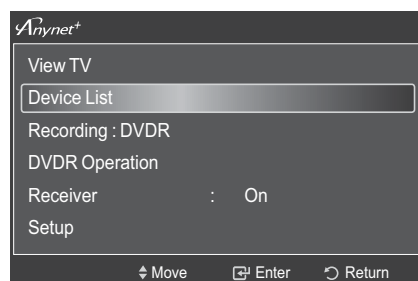 Anynet+
View TV
Device List
Recording : DVDR
DVDR Operation
Receiver : On
Setup
Move Enter Return